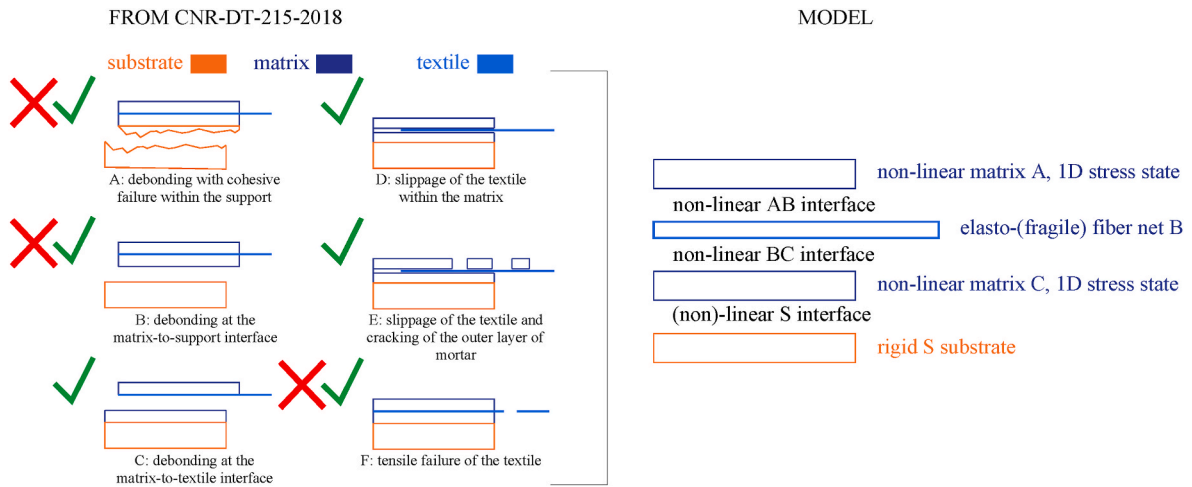 FROM CNR-DT-215-2018
MODEL
substrate
matrix
textile
A: debonding with cohesive
failure within the support
D: slippage of the textile
within the matrix
B: debonding at the
matrix-to-support interface
E: slippage of the textile and
cracking of the outer layer of
mortar
C: debonding at the
matrix-to-textile interface
F: tensile failure of the textile
non-linear matrix A, 1D stress state
non-linear AB interface
elasto-(fragile) fiber net B
non-linear BC interface
non-linear matrix C, 1D stress state
(non)-linear S interface
rigid S substrate